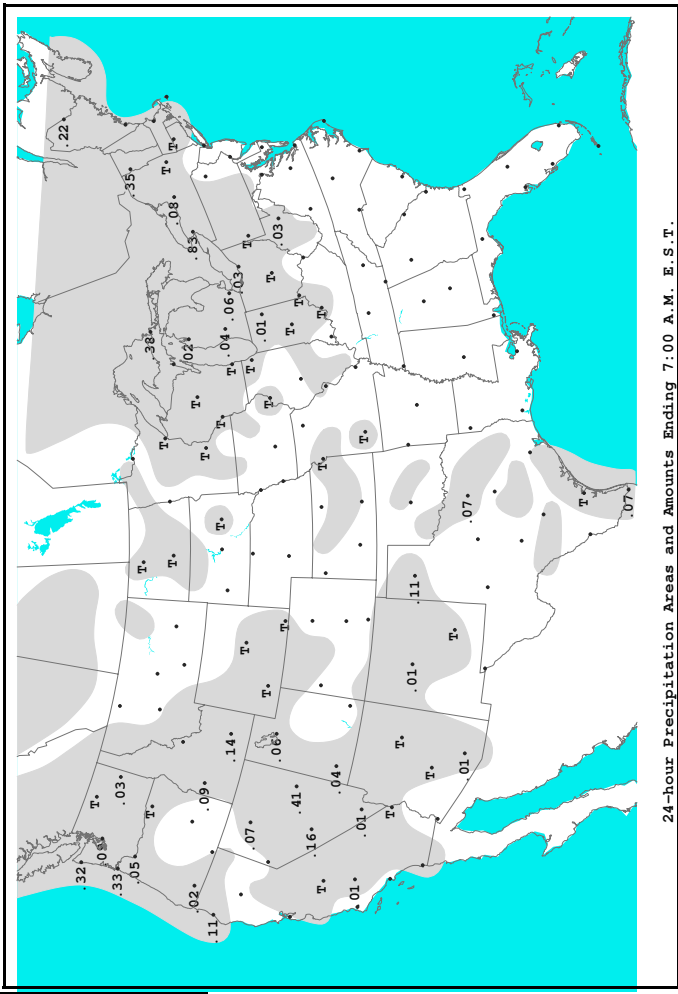 .22
T
.35
T
.08
.83
T
.03
.03
T
.06
T
T
.38
.02
.04
.01
T
T
T
T
T
T
T
T
T
T
T
.07
T
.07
T
T
.11
T
T
T
.01
T
.14
.06
.04
T
T
.01
T
.03
T
.09
.41
.01
T
.07
.16
.32
.33
.05
.02
.11
T
.01
24-hour Precipitation Areas and Amounts Ending 7:00 A.M. E.S.T.